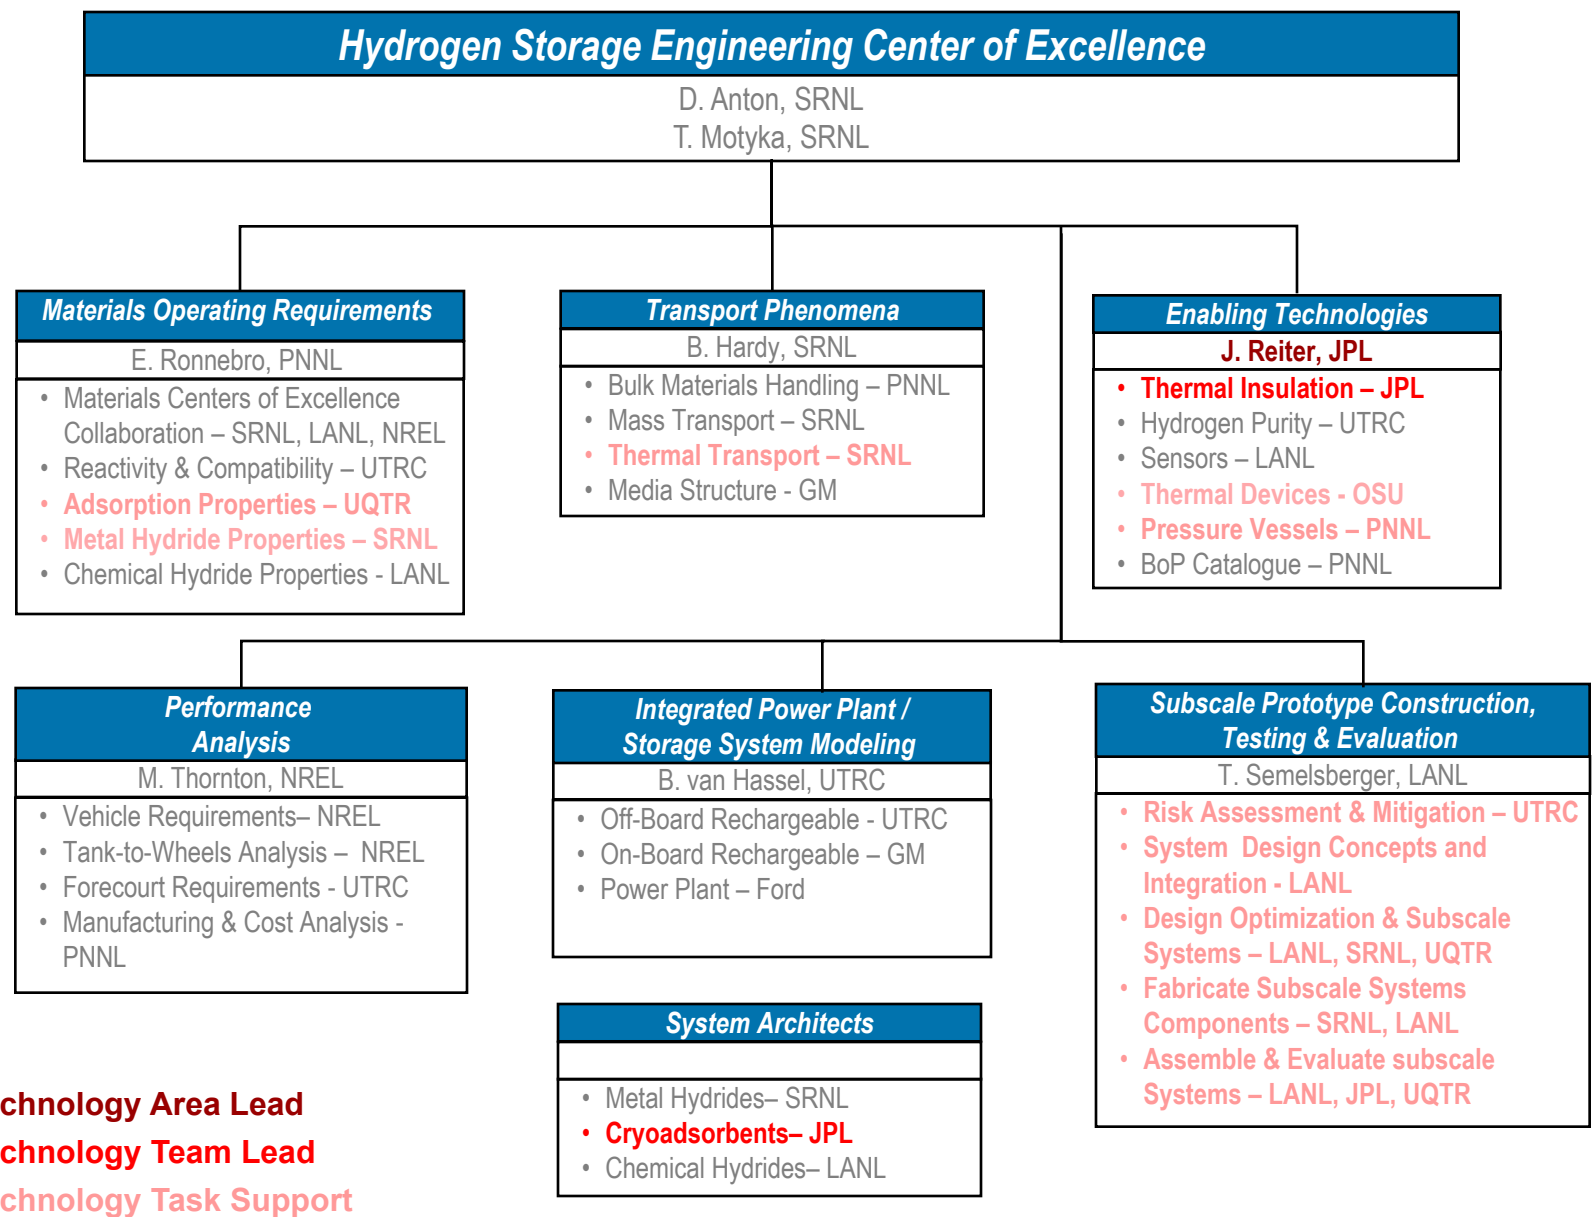 Hydrogen Storage Engineering Center of Excellence
D. Anton, SRNL
T. Motyka, SRNL
Materials Operating Requirements
E. Ronnebro, PNNL
• Materials Centers of Excellence
Collaboration – SRNL, LANL, NREL
• Reactivity & Compatibility – UTRC
• Adsorption Properties – UQTR
• Metal Hydride Properties – SRNL
• Chemical Hydride Properties - LANL
Transport Phenomena
B. Hardy, SRNL
• Bulk Materials Handling – PNNL
• Mass Transport – SRNL
• Thermal Transport – SRNL
• Media Structure - GM
Enabling Technologies
J. Reiter, JPL
• Thermal Insulation – JPL
• Hydrogen Purity – UTRC
• Sensors – LANL
• Thermal Devices - OSU
• Pressure Vessels – PNNL
• BoP Catalogue – PNNL
Performance
Analysis
M. Thornton, NREL
• Vehicle Requirements– NREL
• Tank-to-Wheels Analysis – NREL
• Forecourt Requirements - UTRC
• Manufacturing & Cost Analysis -
PNNL
Integrated Power Plant /
Storage System Modeling
B. van Hassel, UTRC
• Off-Board Rechargeable - UTRC
• On-Board Rechargeable – GM
• Power Plant – Ford
Subscale Prototype Construction,
Testing & Evaluation
T. Semelsberger, LANL
• Risk Assessment & Mitigation – UTRC
• System Design Concepts and
Integration - LANL
• Design Optimization & Subscale
Systems – LANL, SRNL, UQTR
• Fabricate Subscale Systems
Components – SRNL, LANL
• Assemble & Evaluate subscale
Systems – LANL, JPL, UQTR
System Architects
• Metal Hydrides– SRNL
• Cryoadsorbents– JPL
• Chemical Hydrides– LANL
chnology Area Lead
chnology Team Lead
chnology Task Support